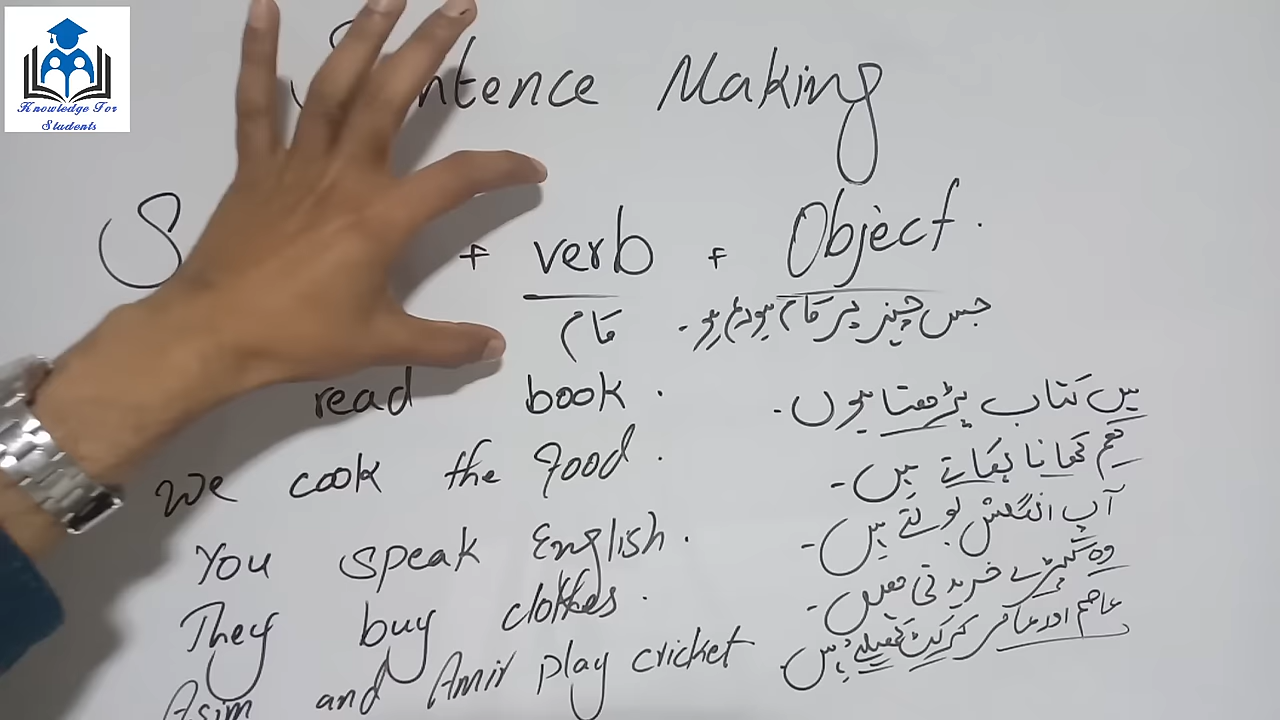 Knowledge For
Students
ntence Making
S + verb + Object.
کام جس چیز پر کام ہو رہا ہو۔
read book. میں کتاب پڑھتا ہوں۔
We cook the food. ہم کھانا پکاتے ہیں۔
You speak English. آپ انگلش بولتے ہیں۔
They buy clothes. وہ کپڑے خریدتی ہیں۔
Asim and Amir play cricket عاصم اور عامر کرکٹ کھیلتے ہیں